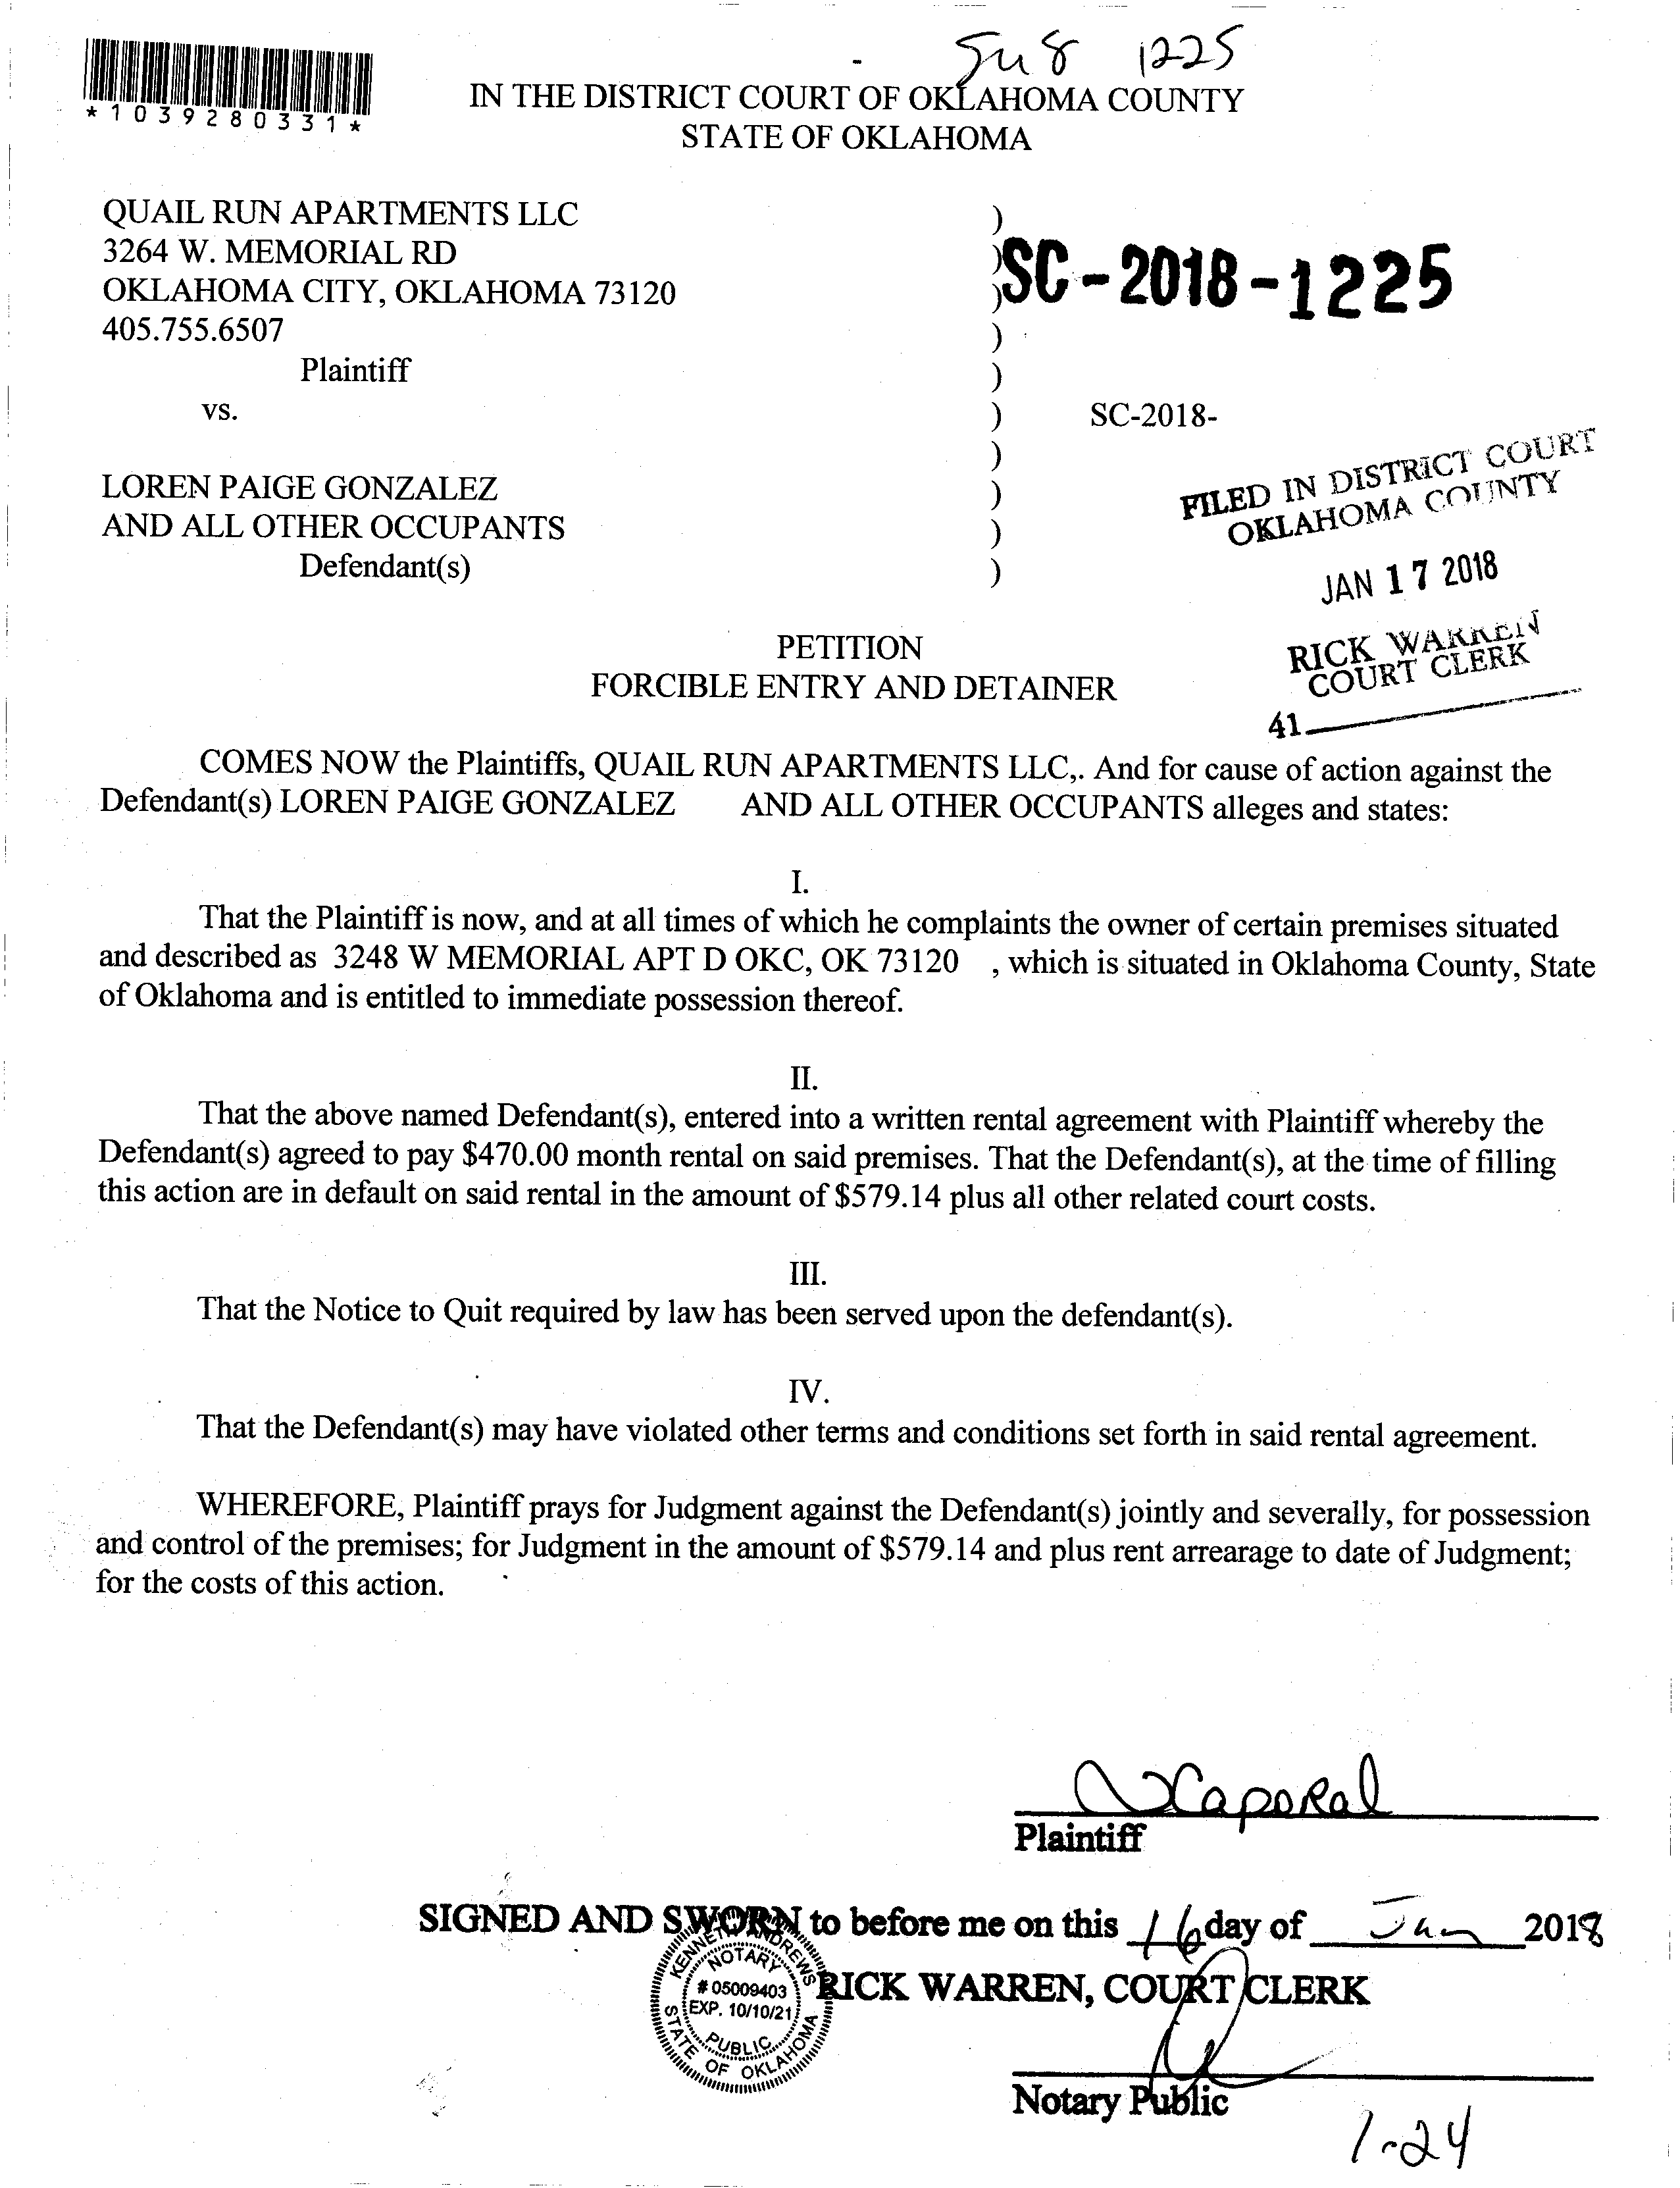 1225
*1039280331*
IN THE DISTRICT COURT OF OKLAHOMA COUNTY
STATE OF OKLAHOMA
QUAIL RUN APARTMENTS LLC )
3264 W. MEMORIAL RD )
OKLAHOMA CITY, OKLAHOMA 73120 )
SC-2018-1225
405.755.6507 )
Plaintiff )
vs. ) SC-2018-
)
LOREN PAIGE GONZALEZ )
AND ALL OTHER OCCUPANTS )
Defendant(s) )
FILED IN DISTRICT COURT
OKLAHOMA COUNTY
JAN 17 2018
RICK WARREN
COURT CLERK
41
PETITION
FORCIBLE ENTRY AND DETAINER
COMES NOW the Plaintiffs, QUAIL RUN APARTMENTS LLC,. And for cause of action against the
Defendant(s) LOREN PAIGE GONZALEZ AND ALL OTHER OCCUPANTS alleges and states:
I.
That the Plaintiff is now, and at all times of which he complaints the owner of certain premises situated
and described as 3248 W MEMORIAL APT D OKC, OK 73120 , which is situated in Oklahoma County, State
of Oklahoma and is entitled to immediate possession thereof.
II.
That the above named Defendant(s), entered into a written rental agreement with Plaintiff whereby the
Defendant(s) agreed to pay $470.00 month rental on said premises. That the Defendant(s), at the time of filling
this action are in default on said rental in the amount of $579.14 plus all other related court costs.
III.
That the Notice to Quit required by law has been served upon the defendant(s).
IV.
That the Defendant(s) may have violated other terms and conditions set forth in said rental agreement.
WHEREFORE, Plaintiff prays for Judgment against the Defendant(s) jointly and severally, for possession
and control of the premises; for Judgment in the amount of $579.14 and plus rent arrearage to date of Judgment;
for the costs of this action.
Caporal
Plaintiff
SIGNED AND SWORN to before me on this 16 day of Jan 2018
KENNETH ANDREWS
NOTARY
# 05009403
EXP. 10/10/21
PUBLIC
STATE OF OKLAHOMA
RICK WARREN, COURT CLERK
Notary Public
1-24